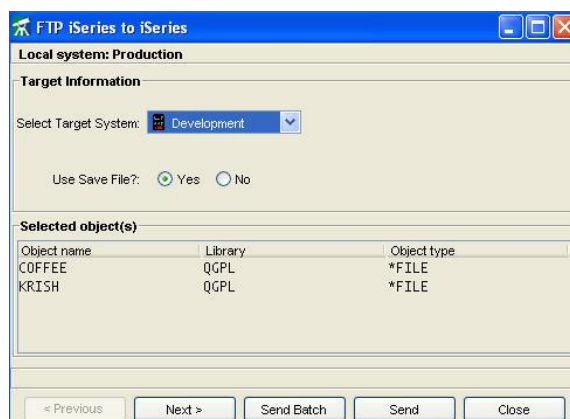 FTP iSeries to iSeries
Local system: Production
Target Information
Select Target System: Development
Use Save File?: Yes No
Selected object(s)
Object name Library Object type
COFFEE QGPL *FILE
KRISH QGPL *FILE
< Previous Next > Send Batch Send Close